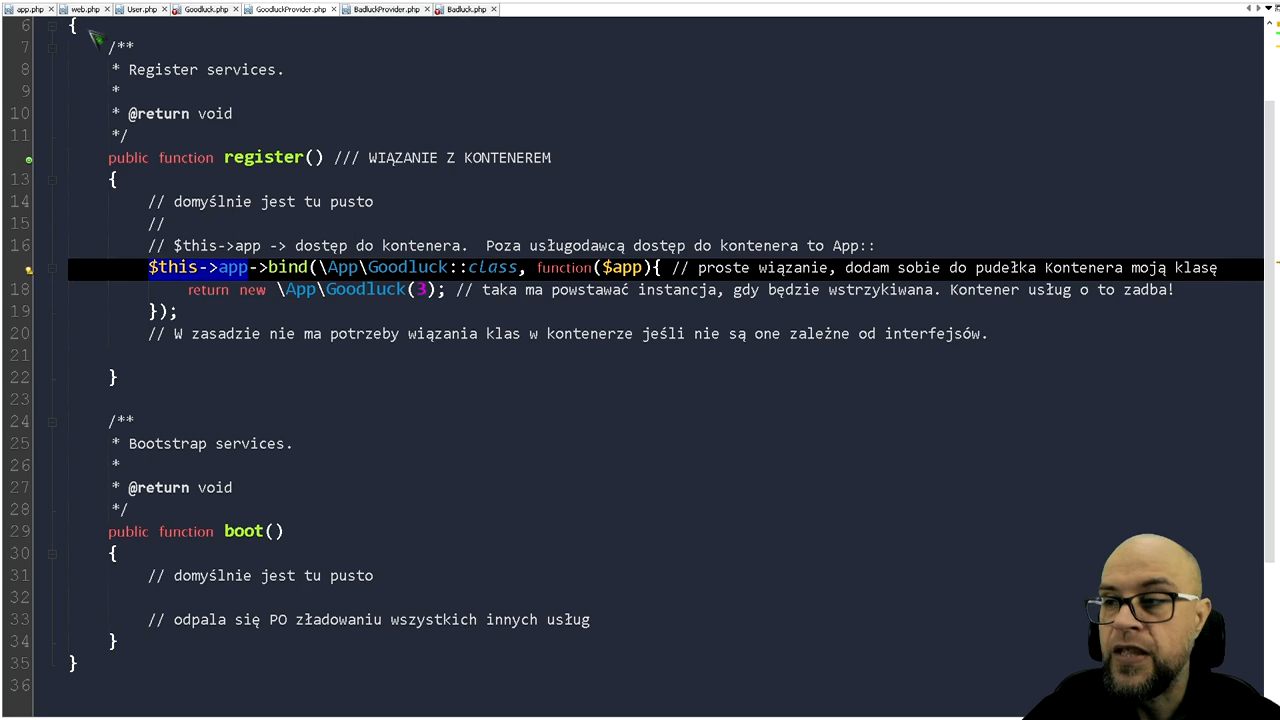 app.php web.php User.php Goodluck.php GoodluckProvider.php BadluckProvider.php Badluck.php
6 {
7 /**
8 * Register services.
9 *
10 * @return void
11 */
public function register() /// WIĄZANIE Z KONTENEREM
13 {
14 // domyślnie jest tu pusto
15 //
16 // $this->app -> dostęp do kontenera. Poza usługodawcą dostęp do kontenera to App::
$this->app->bind(\App\Goodluck::class, function($app){ // proste wiązanie, dodam sobie do pudełka Kontenera moją klasę
18 return new \App\Goodluck(3); // taka ma powstawać instancja, gdy będzie wstrzykiwana. Kontener usług o to zadba!
19 });
20 // W zasadzie nie ma potrzeby wiązania klas w kontenerze jeśli nie są one zależne od interfejsów.
21
22 }
23
24 /**
25 * Bootstrap services.
26 *
27 * @return void
28 */
29 public function boot()
30 {
31 // domyślnie jest tu pusto
32
33 // odpala się PO zładowaniu wszystkich innych usług
34 }
35 }
36